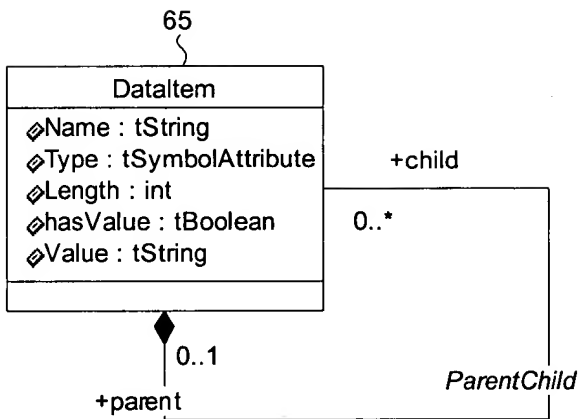 65
DataItem
Name : tString
Type : tSymbolAttribute
Length : int
hasValue : tBoolean
Value : tString
+child
0..*
0..1
ParentChild
+parent